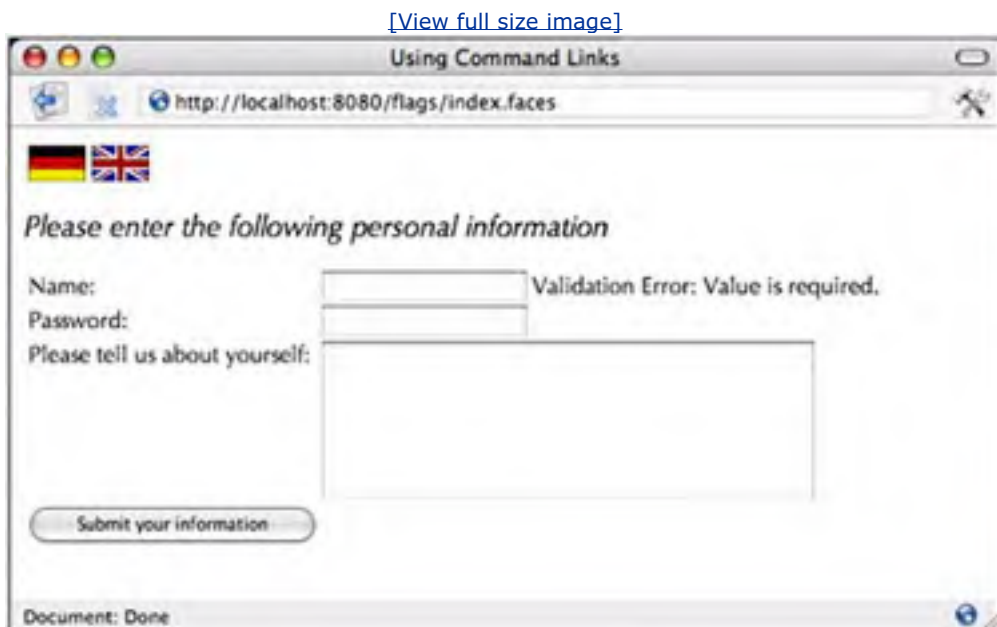 [View full size image]
Using Command Links
http://localhost:8080/flags/index.faces
Please enter the following personal information
Name: Validation Error: Value is required.
Password:
Please tell us about yourself:
Submit your information
Document: Done